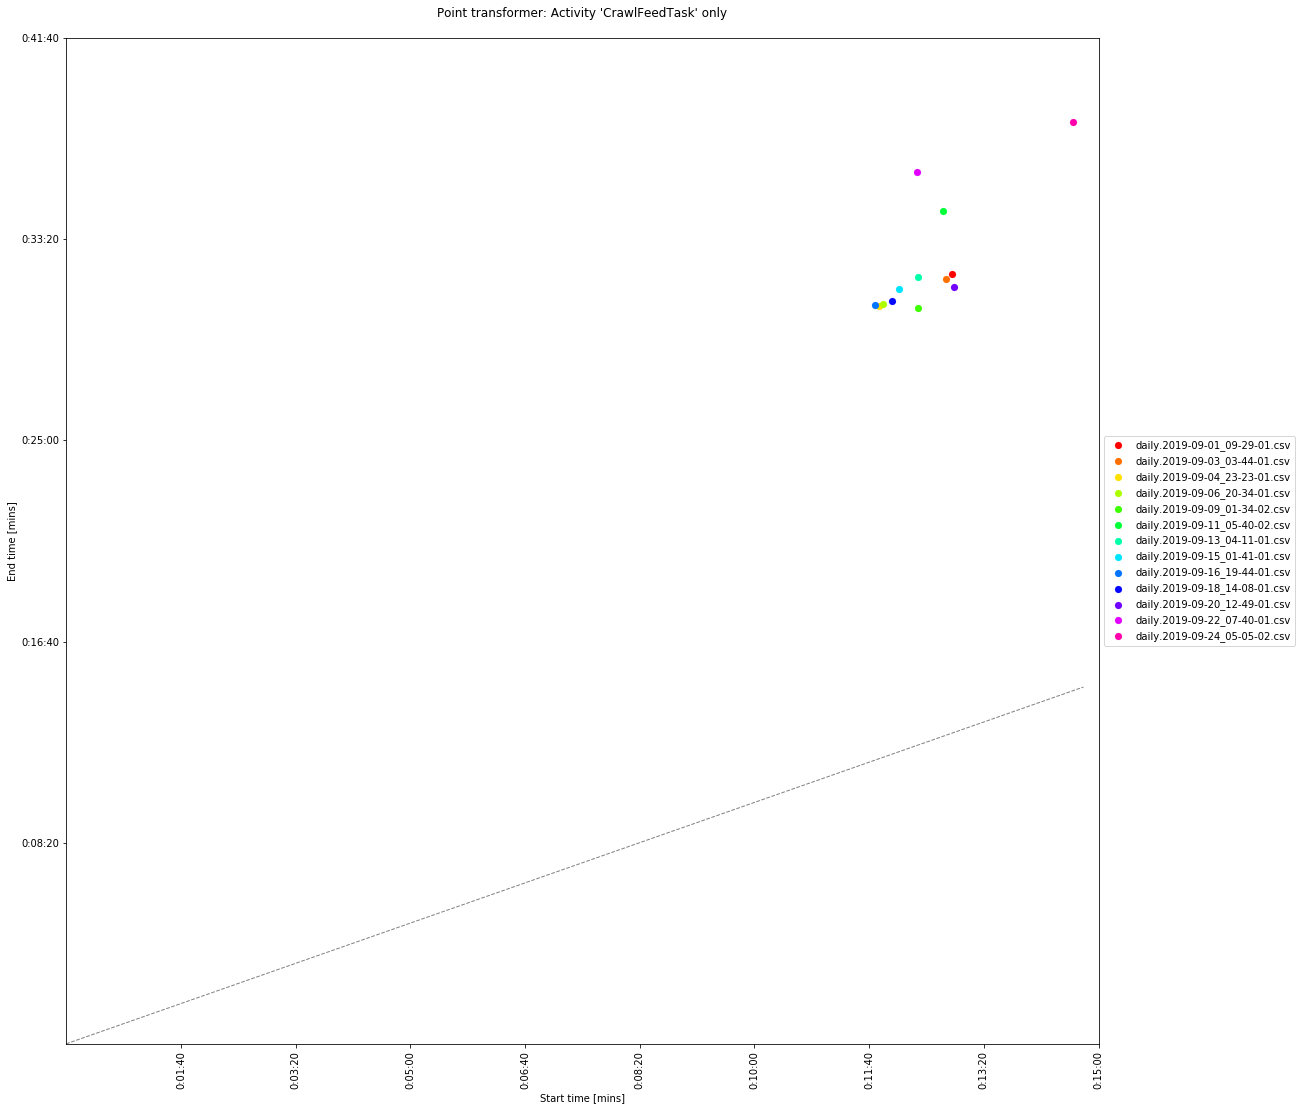 Point transformer: Activity 'CrawlFeedTask' only
0:41:40
0:33:20
0:25:00
0:16:40
0:08:20
End time [mins]
0:01:40
0:03:20
0:05:00
0:06:40
0:08:20
0:10:00
0:11:40
0:13:20
0:15:00
Start time [mins]
daily.2019-09-01_09-29-01.csv
daily.2019-09-03_03-44-01.csv
daily.2019-09-04_23-23-01.csv
daily.2019-09-06_20-34-01.csv
daily.2019-09-09_01-34-02.csv
daily.2019-09-11_05-40-02.csv
daily.2019-09-13_04-11-01.csv
daily.2019-09-15_01-41-01.csv
daily.2019-09-16_19-44-01.csv
daily.2019-09-18_14-08-01.csv
daily.2019-09-20_12-49-01.csv
daily.2019-09-22_07-40-01.csv
daily.2019-09-24_05-05-02.csv